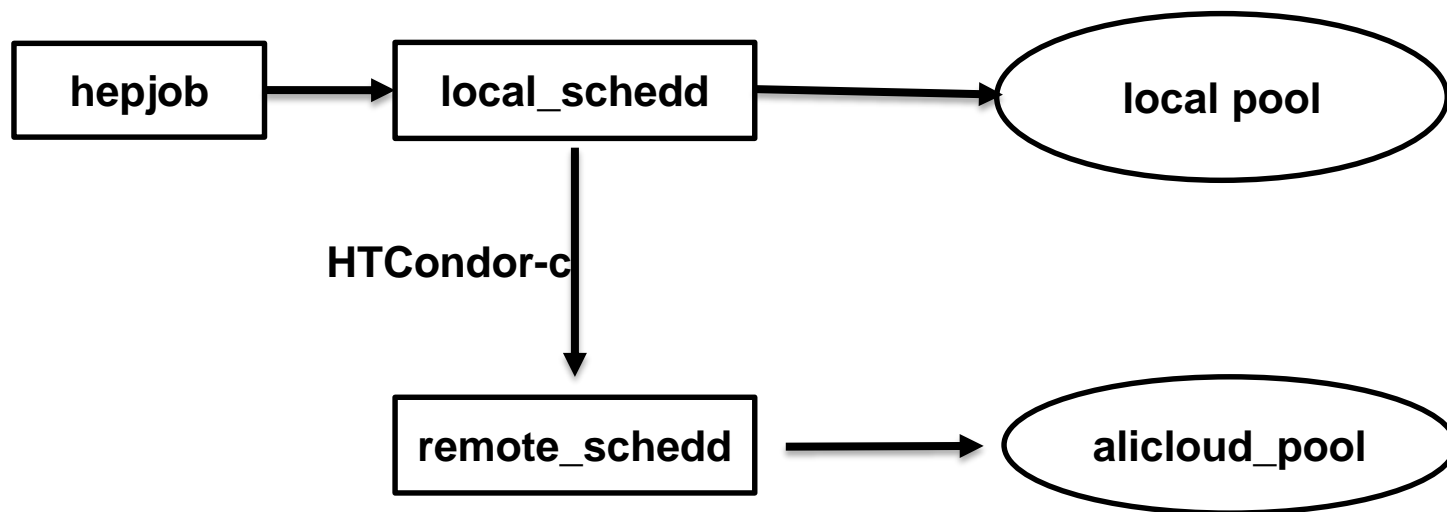 hepjob
local_schedd
local pool
HTCondor-c
remote_schedd
alicloud_pool